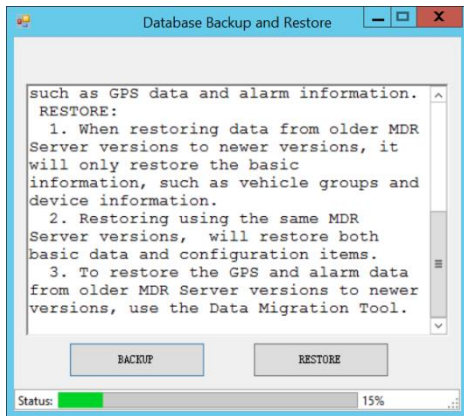 Database Backup and Restore
such as GPS data and alarm information.
RESTORE:
1. When restoring data from older MDR
Server versions to newer versions, it
will only restore the basic
information, such as vehicle groups and
device information.
2. Restoring using the same MDR
Server versions,  will restore both
basic data and configuration items.
3. To restore the GPS and alarm data
from older MDR Server versions to newer
versions, use the Data Migration Tool.
BACKUP RESTORE
Status: 15%